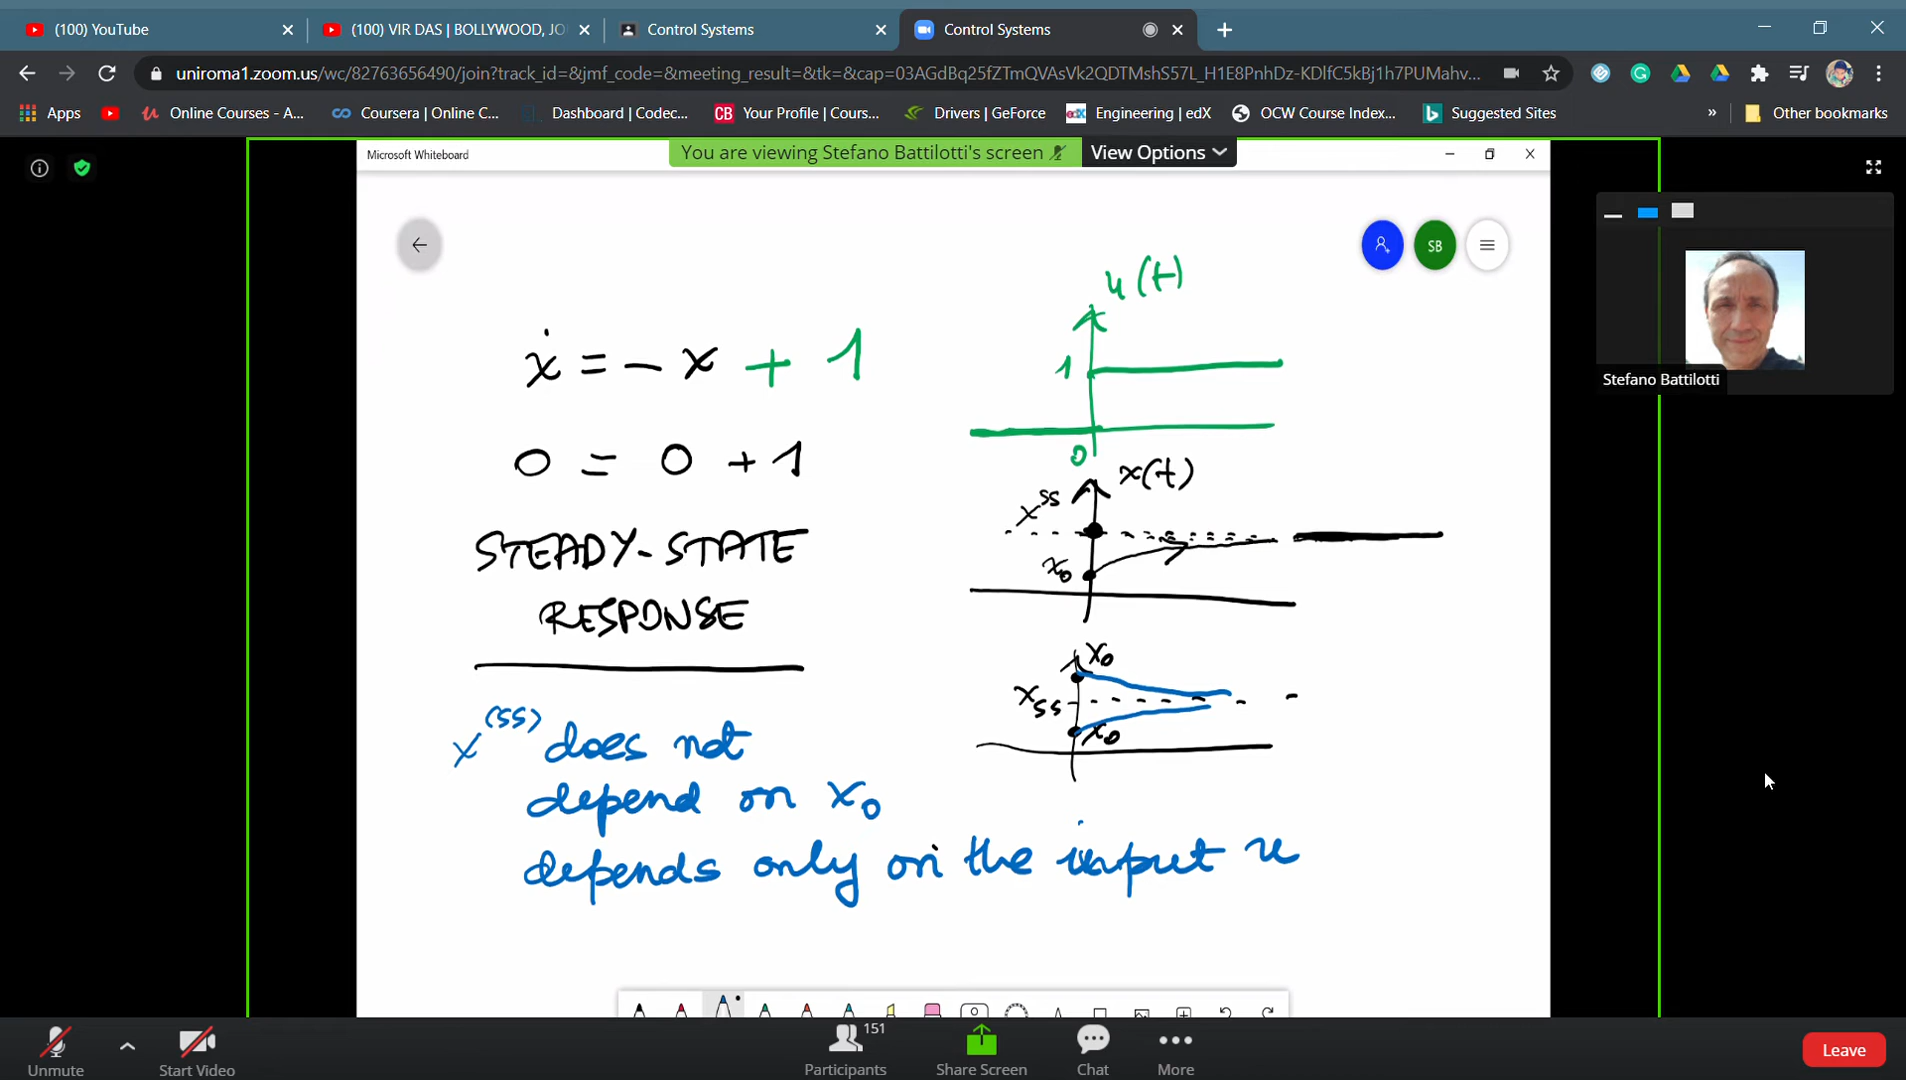 (100) YouTube
(100) VIR DAS | BOLLYWOOD, JO
Control Systems
Control Systems
uniroma1.zoom.us/wc/82763656490/join?track_id=&jmf_code=&meeting_result=&tk=&cap=03AGdBq25fZTmQVAsVk2QDTMshS57L_H1E8PnhDz-KDlfC5kBj1h7PUMahv...
Apps
Online Courses - A...
Coursera | Online C...
Dashboard | Codec...
CB Your Profile | Cours...
Drivers | GeForce
edX Engineering | edX
OCW Course Index...
Suggested Sites
» Other bookmarks
Microsoft Whiteboard
You are viewing Stefano Battilotti's screen
View Options
SB
Stefano Battilotti
u(t)
ẋ = - x + 1
1
0 = 0 + 1
0
x(t)
x^ss
x₀
STEADY-STATE
RESPONSE
x₀
x_ss
x₀
x^(ss) does not
depend on x₀
depends only on the input u
Unmute
Start Video
151
Participants
Share Screen
Chat
More
Leave